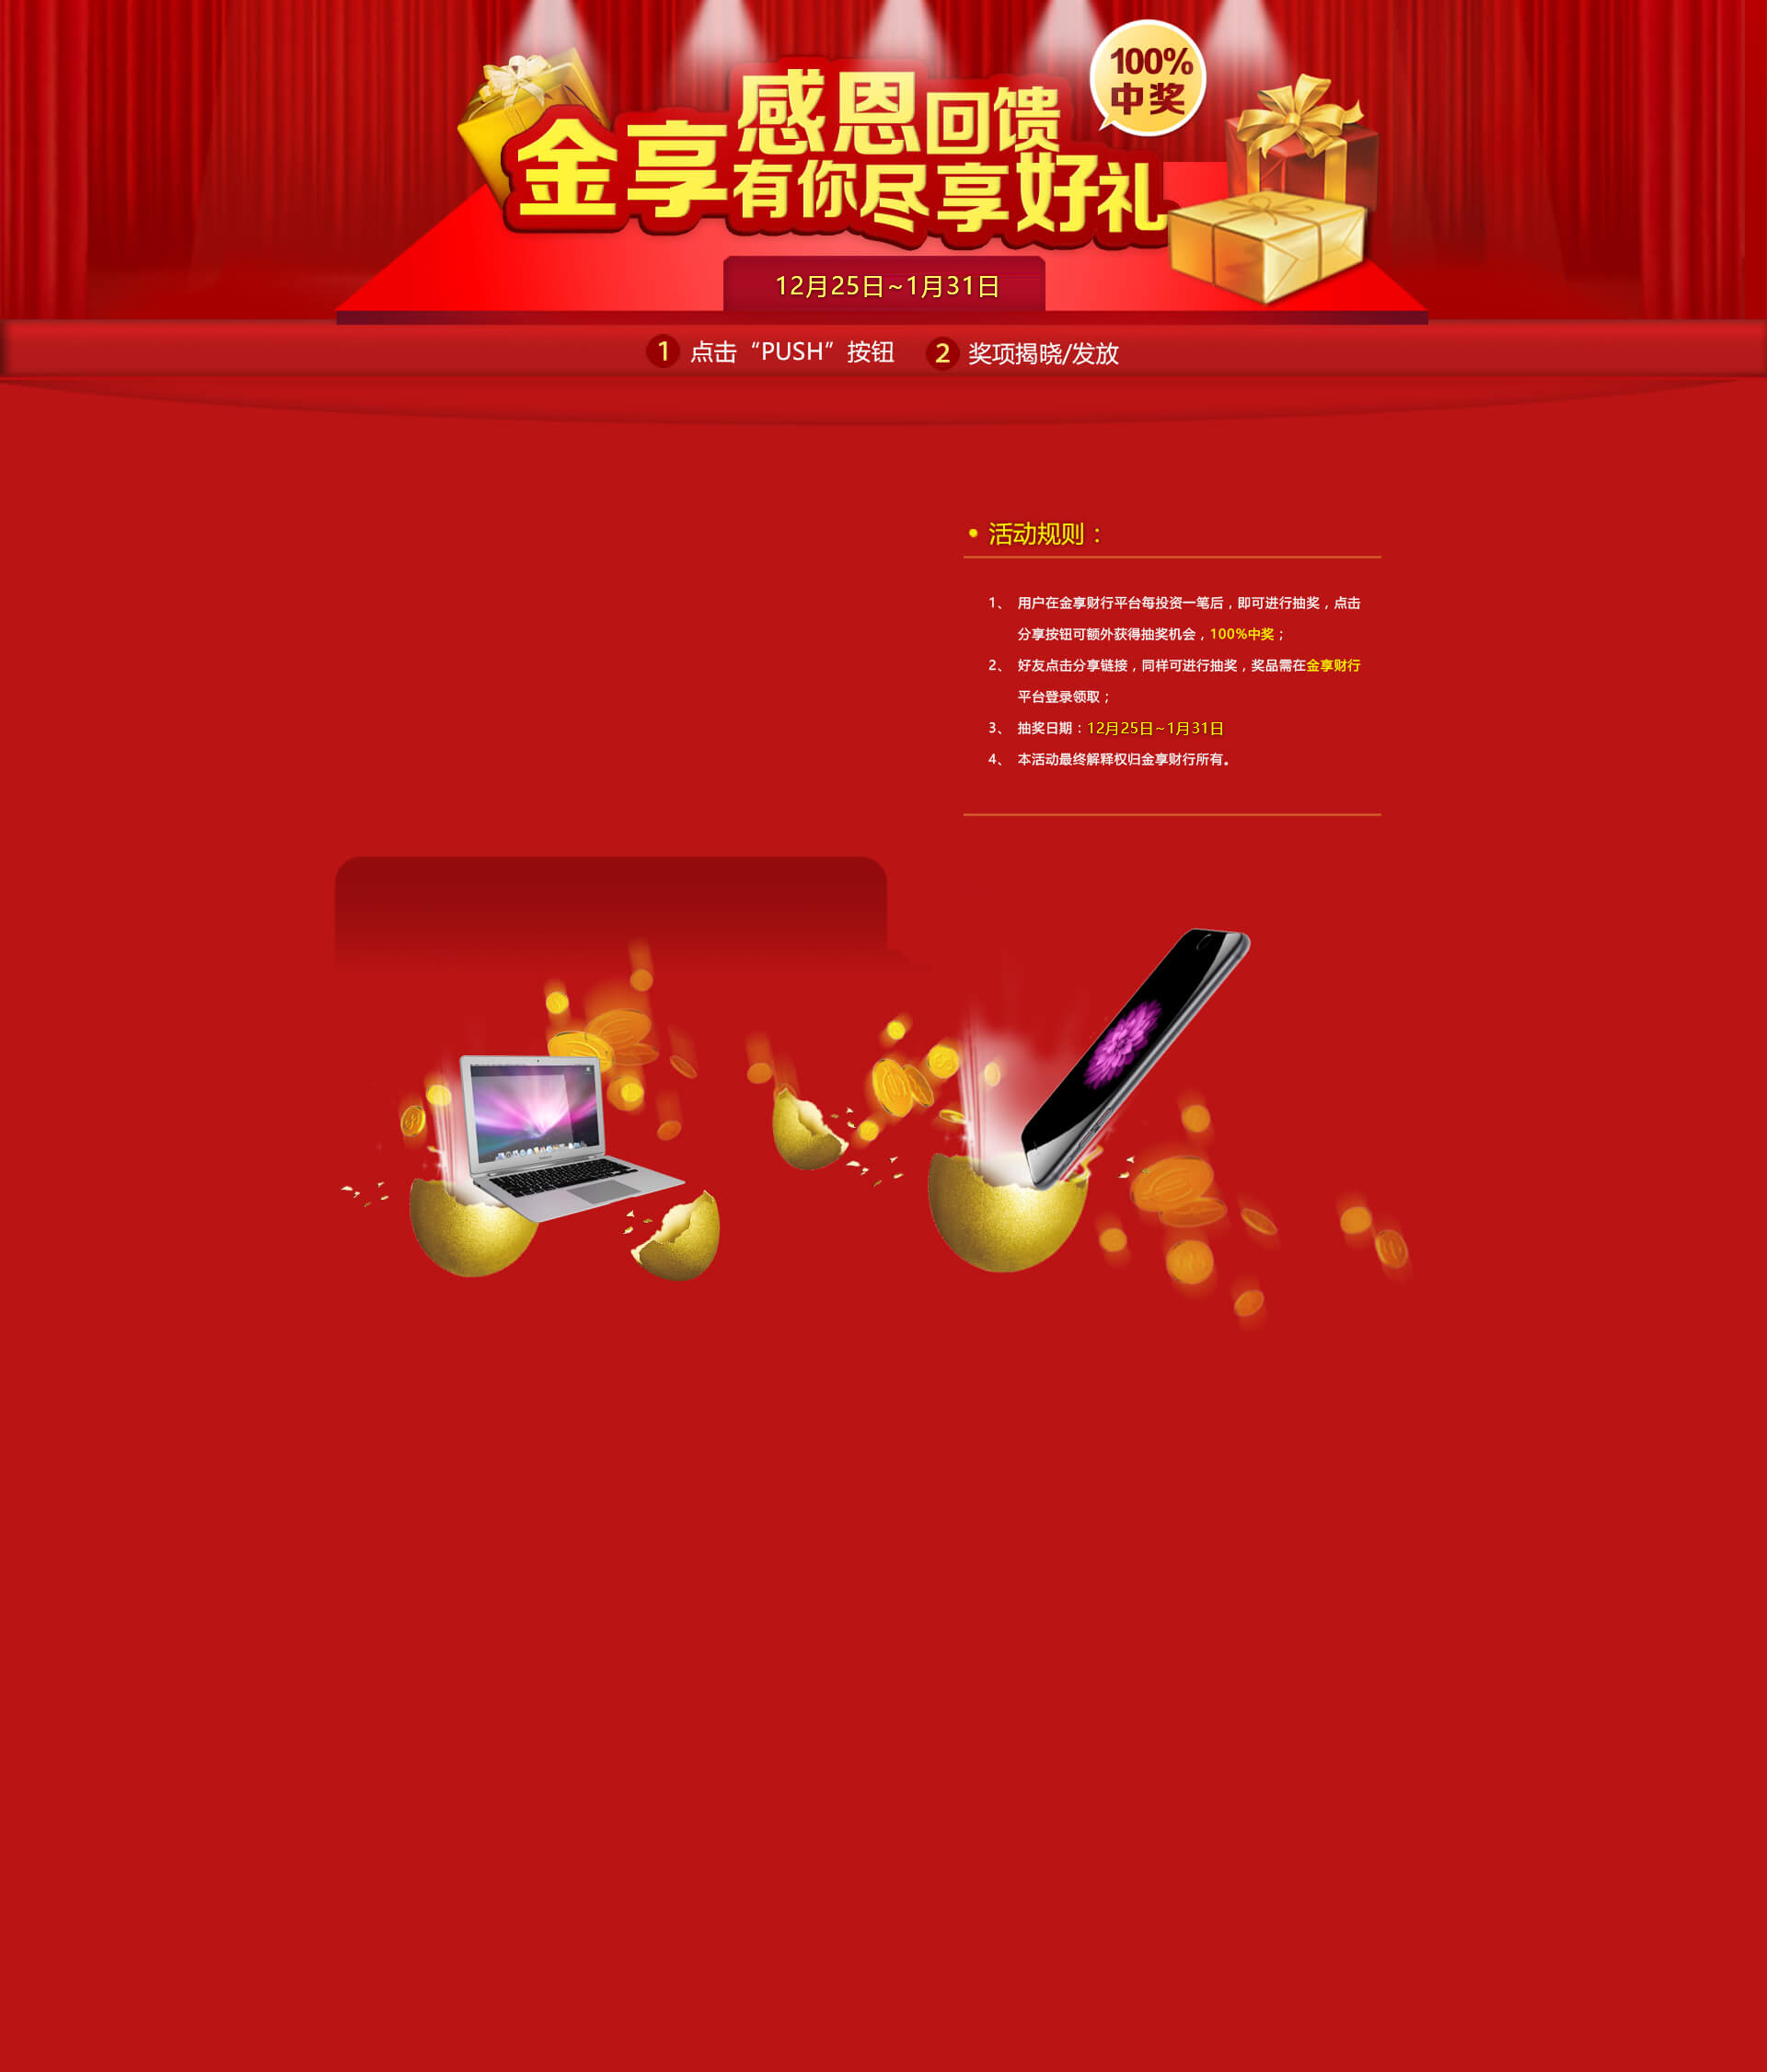 100%
中奖
感恩回馈
金享有你尽享好礼
12月25日~1月31日
1 点击“PUSH”按钮 2 奖项揭晓/发放
活动规则：
1、 用户在金享财行平台每投资一笔后，即可进行抽奖，点击
分享按钮可额外获得抽奖机会，100%中奖；
2、 好友点击分享链接，同样可进行抽奖，奖品需在金享财行
平台登录领取；
3、 抽奖日期：12月25日~1月31日
4、 本活动最终解释权归金享财行所有。